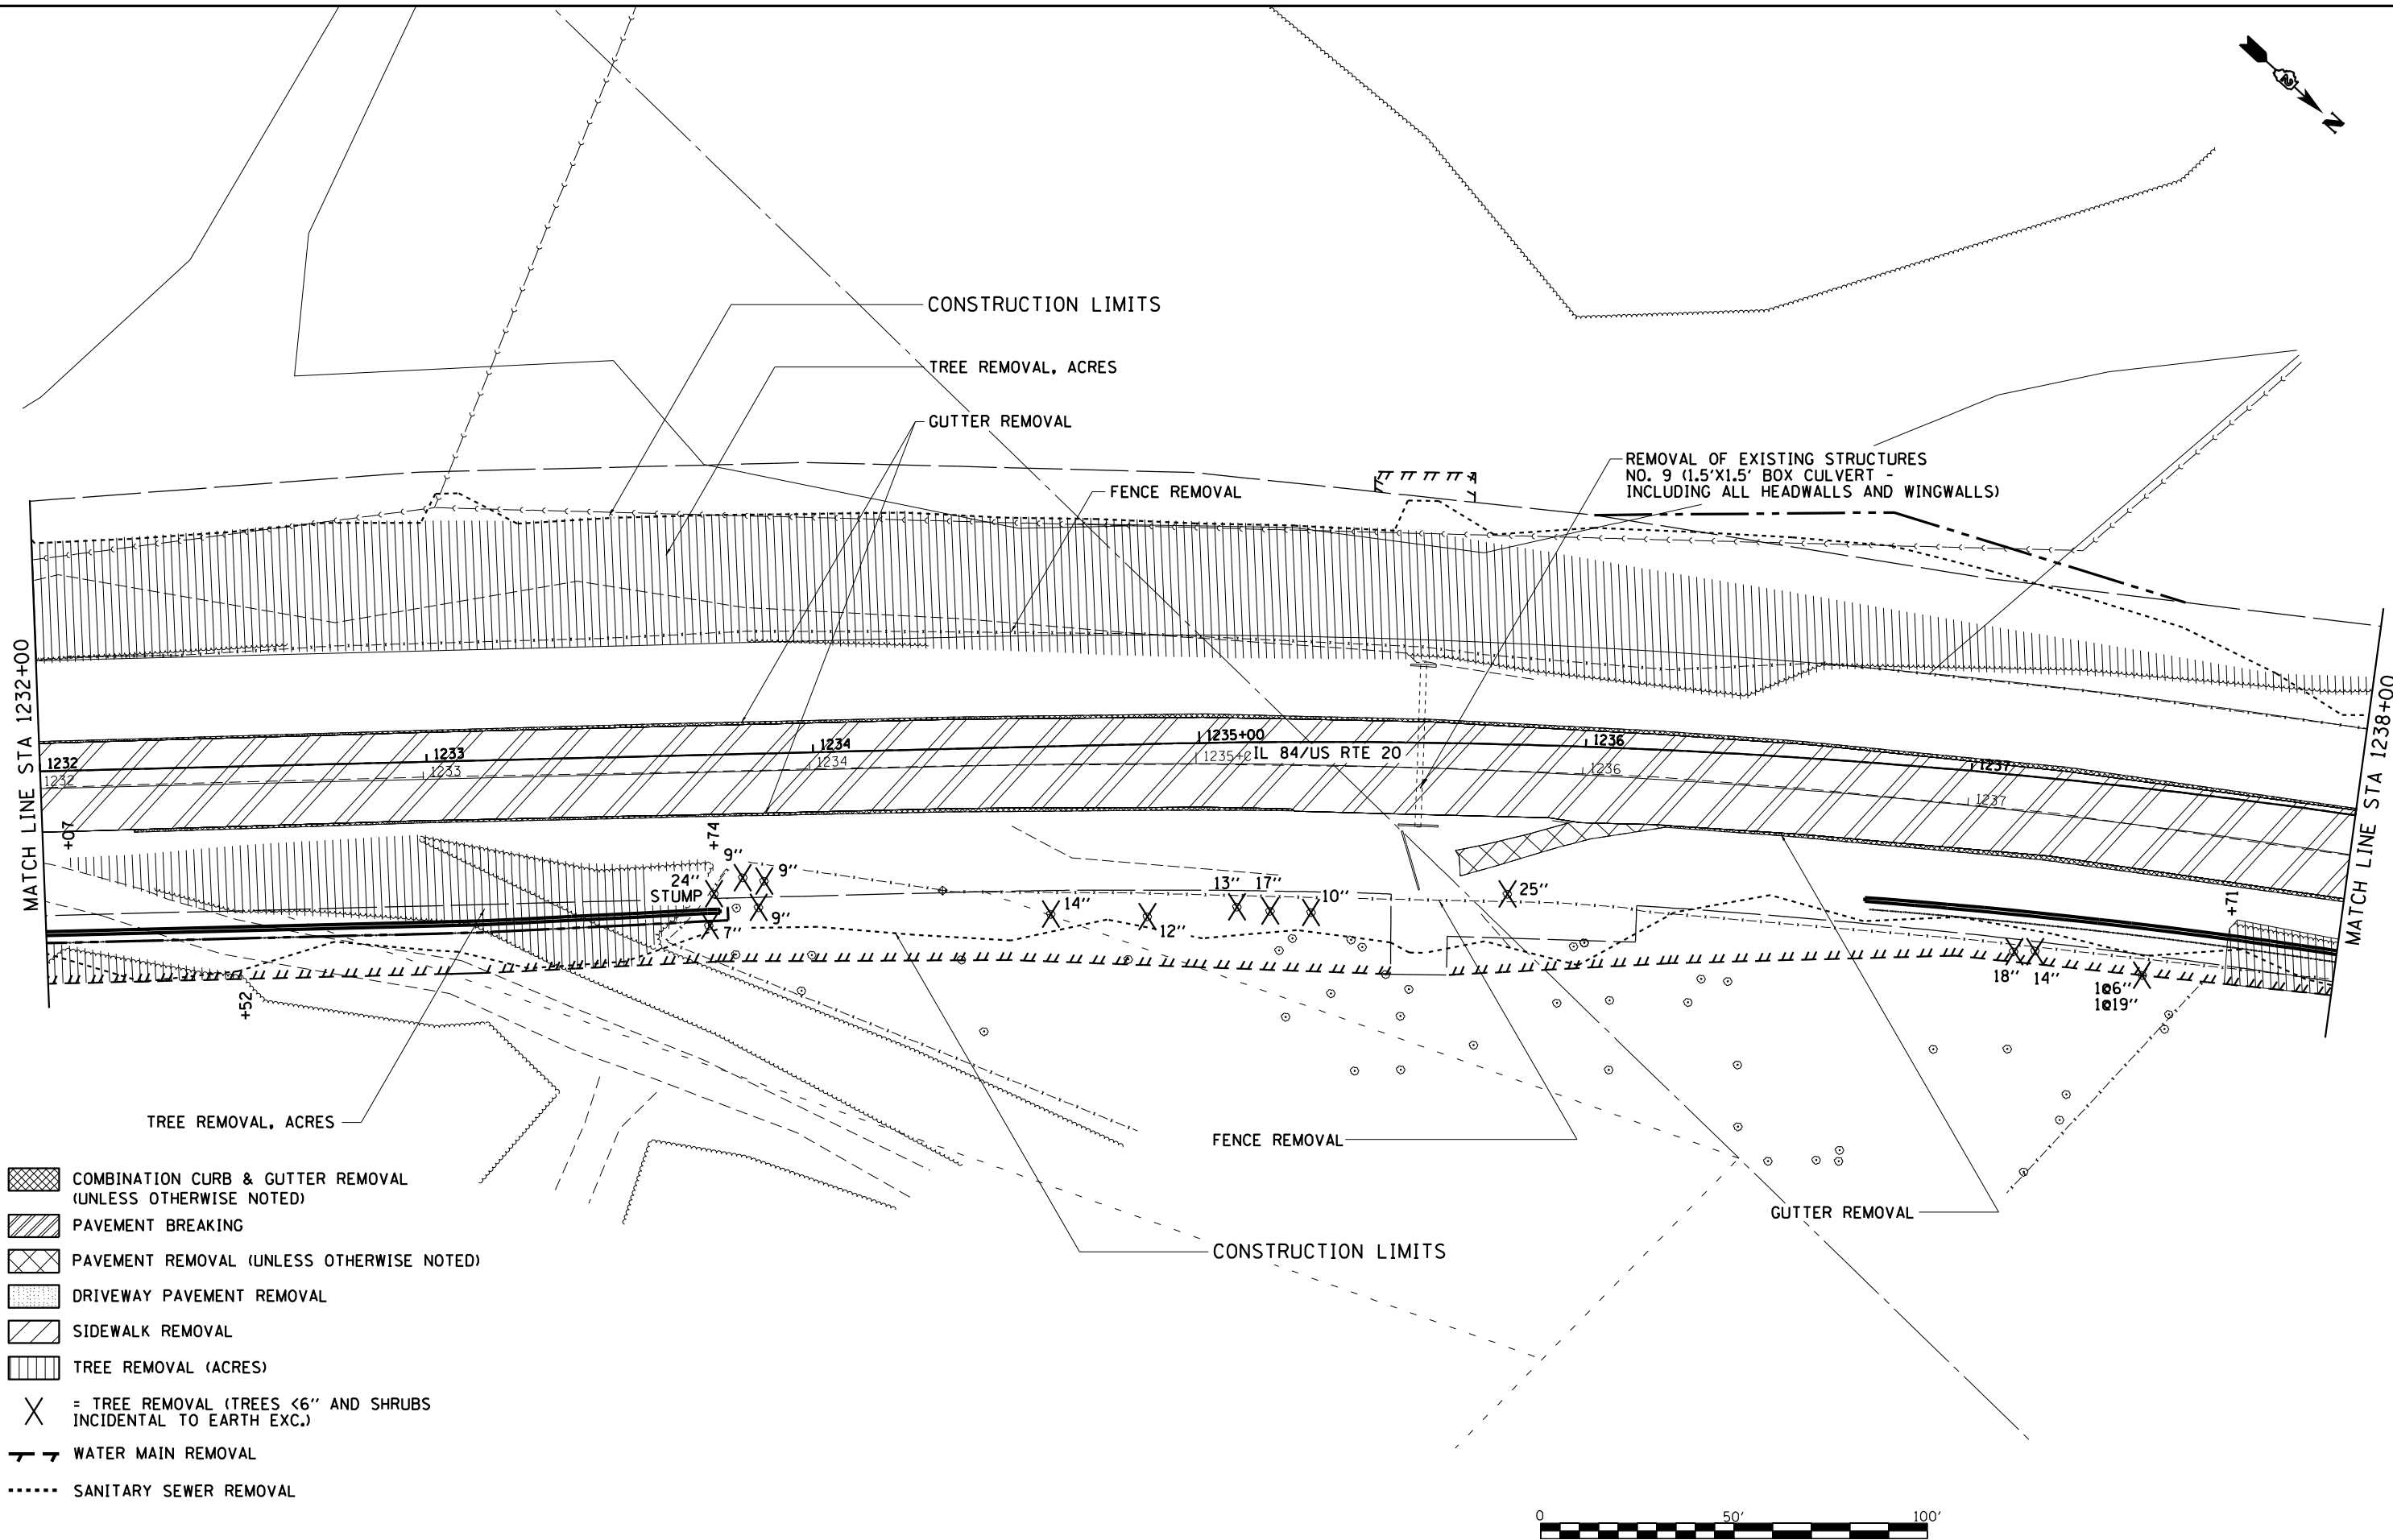 N
CONSTRUCTION LIMITS
TREE REMOVAL, ACRES
GUTTER REMOVAL
FENCE REMOVAL
REMOVAL OF EXISTING STRUCTURES
NO. 9 (1.5'X1.5' BOX CULVERT -
INCLUDING ALL HEADWALLS AND WINGWALLS)
MATCH LINE STA 1232+00
MATCH LINE STA 1238+00
1232
1233
1234
1235+00
1236
1237
1232
1233
1234
1235+
IL 84/US RTE 20
1236
1237
+07
+74
+52
+71
9''
9''
24''
STUMP
9''
7''
14''
12''
13''
17''
10''
25''
18''
14''
TREE REMOVAL, ACRES
FENCE REMOVAL
GUTTER REMOVAL
CONSTRUCTION LIMITS
COMBINATION CURB & GUTTER REMOVAL
(UNLESS OTHERWISE NOTED)
PAVEMENT BREAKING
PAVEMENT REMOVAL (UNLESS OTHERWISE NOTED)
DRIVEWAY PAVEMENT REMOVAL
SIDEWALK REMOVAL
TREE REMOVAL (ACRES)
= TREE REMOVAL (TREES <6'' AND SHRUBS
INCIDENTAL TO EARTH EXC.)
WATER MAIN REMOVAL
SANITARY SEWER REMOVAL
0 50' 100'